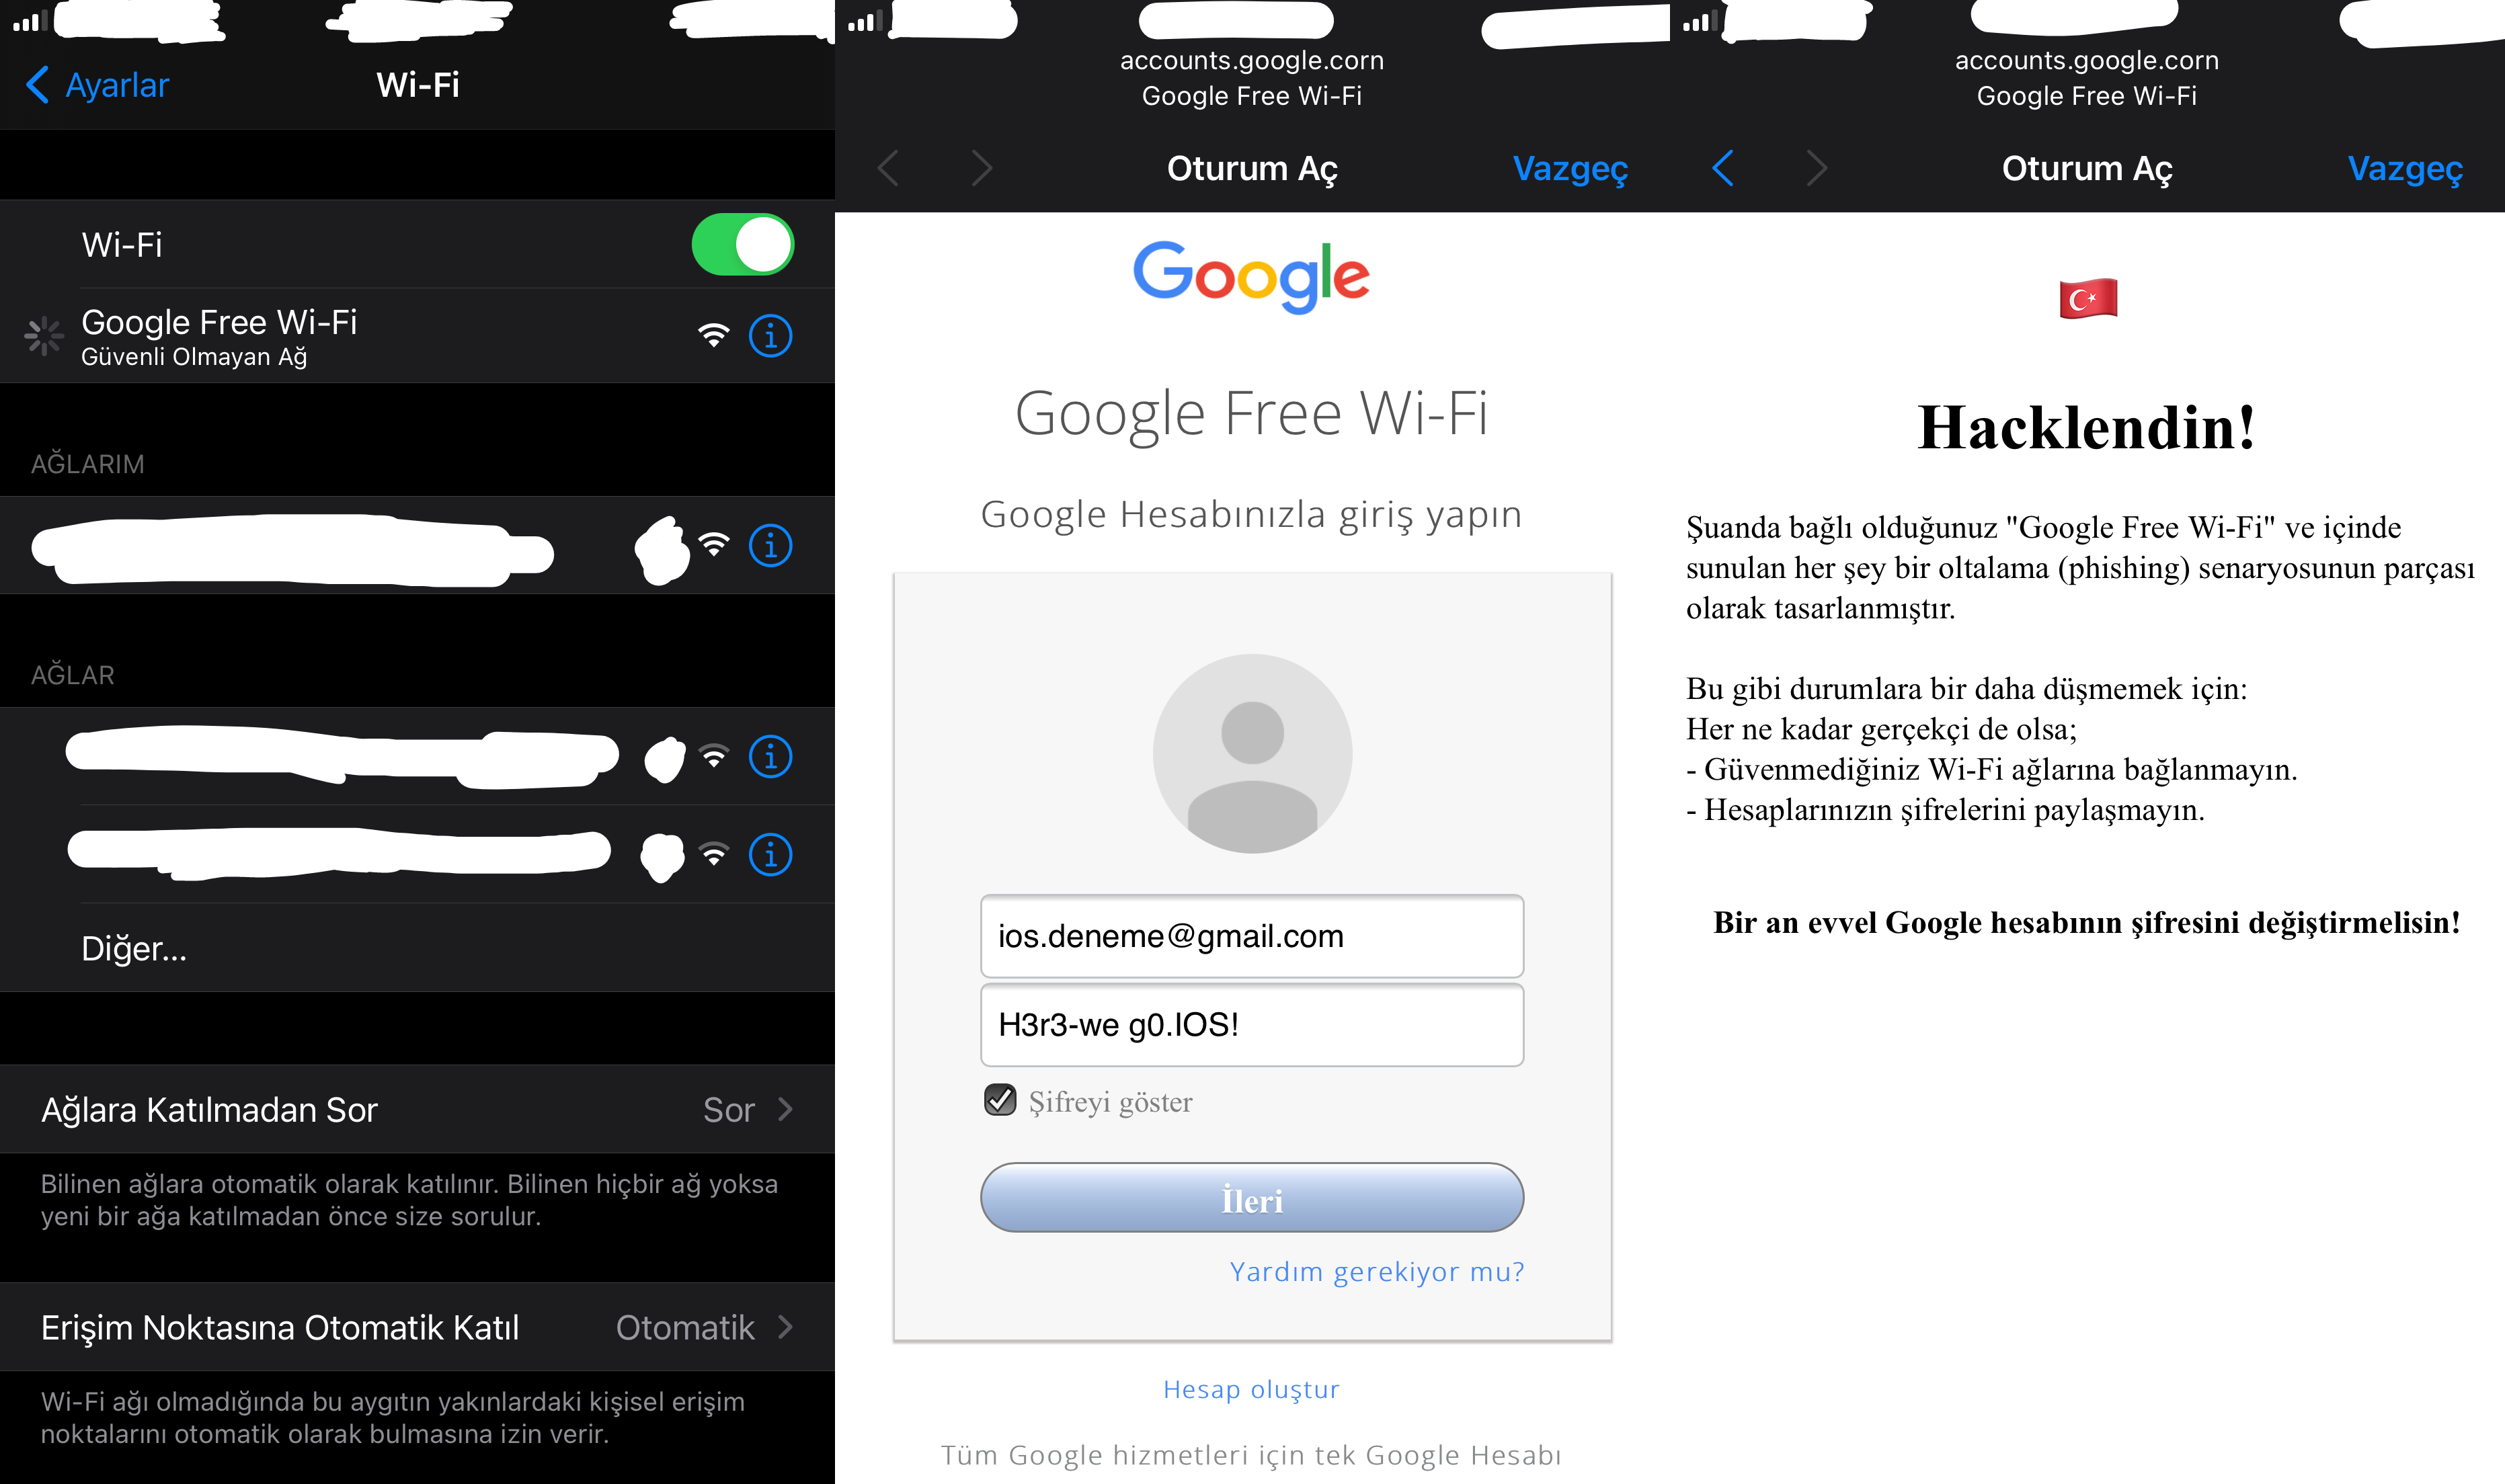 Ayarlar
Wi-Fi
Wi-Fi
Google Free Wi-Fi
Güvenli Olmayan Ağ
AĞLARIM
AĞLAR
Diğer...
Ağlara Katılmadan Sor
Sor
Bilinen ağlara otomatik olarak katılınır. Bilinen hiçbir ağ yoksa
yeni bir ağa katılmadan önce size sorulur.
Erişim Noktasına Otomatik Katıl
Otomatik
Wi-Fi ağı olmadığında bu aygıtın yakınlardaki kişisel erişim
noktalarını otomatik olarak bulmasına izin verir.
accounts.google.corn
Google Free Wi-Fi
Oturum Aç
Vazgeç
Google
Google Free Wi-Fi
Google Hesabınızla giriş yapın
ios.deneme@gmail.com
H3r3-we g0.IOS!
Şifreyi göster
İleri
Yardım gerekiyor mu?
Hesap oluştur
Tüm Google hizmetleri için tek Google Hesabı
accounts.google.corn
Google Free Wi-Fi
Oturum Aç
Vazgeç
Hacklendin!
Şuanda bağlı olduğunuz "Google Free Wi-Fi" ve içinde
sunulan her şey bir oltalama (phishing) senaryosunun parçası
olarak tasarlanmıştır.
Bu gibi durumlara bir daha düşmemek için:
Her ne kadar gerçekçi de olsa;
- Güvenmediğiniz Wi-Fi ağlarına bağlanmayın.
- Hesaplarınızın şifrelerini paylaşmayın.
Bir an evvel Google hesabının şifresini değiştirmelisin!